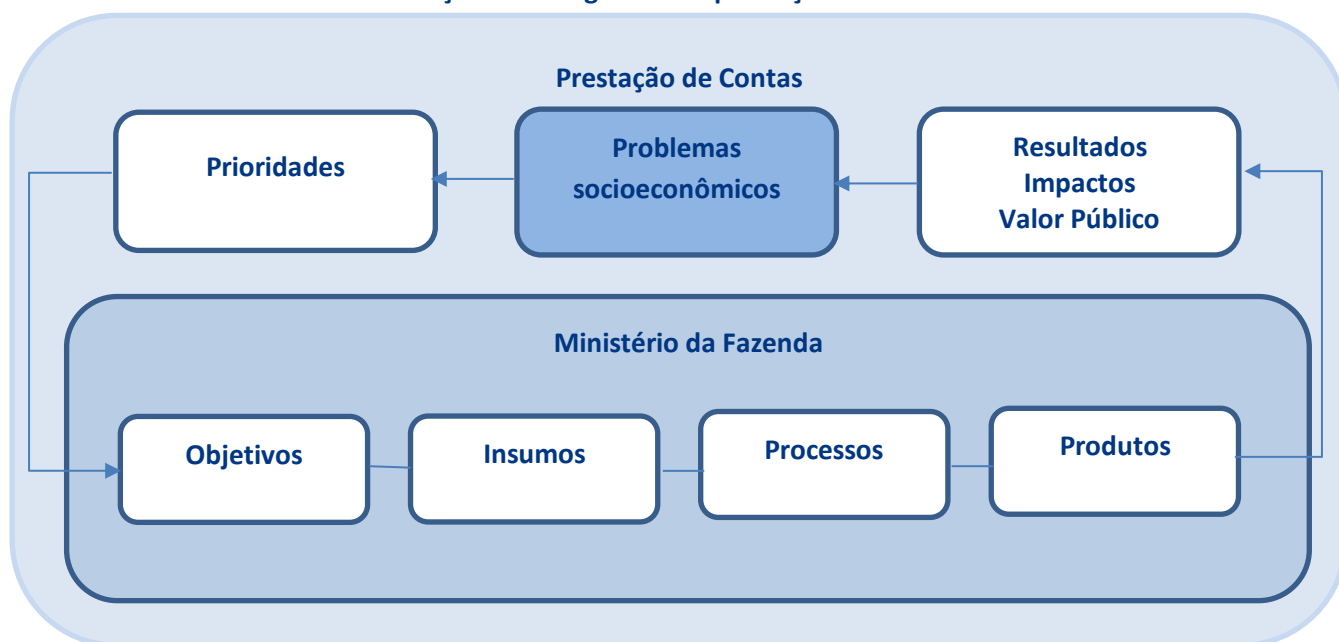 Prestação de Contas
Prioridades
Problemas
socioeconômicos
Resultados
Impactos
Valor Público
Ministério da Fazenda
Objetivos
Insumos
Processos
Produtos